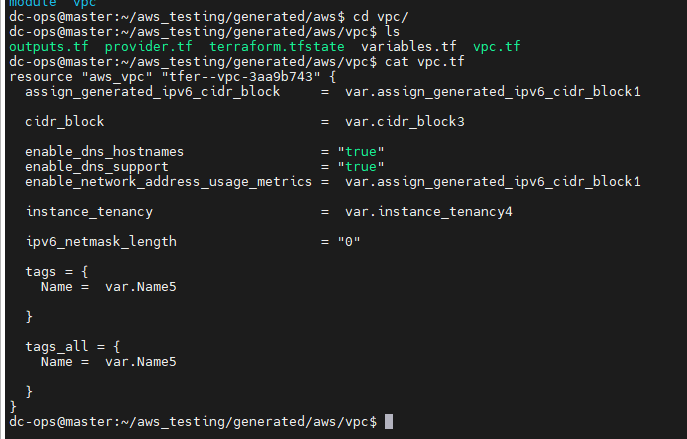 module  vpc
dc-ops@master:~/aws_testing/generated/aws$ cd vpc/
dc-ops@master:~/aws_testing/generated/aws/vpc$ ls
outputs.tf  provider.tf  terraform.tfstate  variables.tf  vpc.tf
dc-ops@master:~/aws_testing/generated/aws/vpc$ cat vpc.tf
resource "aws_vpc" "tfer--vpc-3aa9b743" {
  assign_generated_ipv6_cidr_block     =  var.assign_generated_ipv6_cidr_block1
  cidr_block                           =  var.cidr_block3
  enable_dns_hostnames                 = "true"
  enable_dns_support                   = "true"
  enable_network_address_usage_metrics =  var.assign_generated_ipv6_cidr_block1
  instance_tenancy                     =  var.instance_tenancy4
  ipv6_netmask_length                  = "0"
  tags = {
    Name =  var.Name5
  }
  tags_all = {
    Name =  var.Name5
  }
}
dc-ops@master:~/aws_testing/generated/aws/vpc$